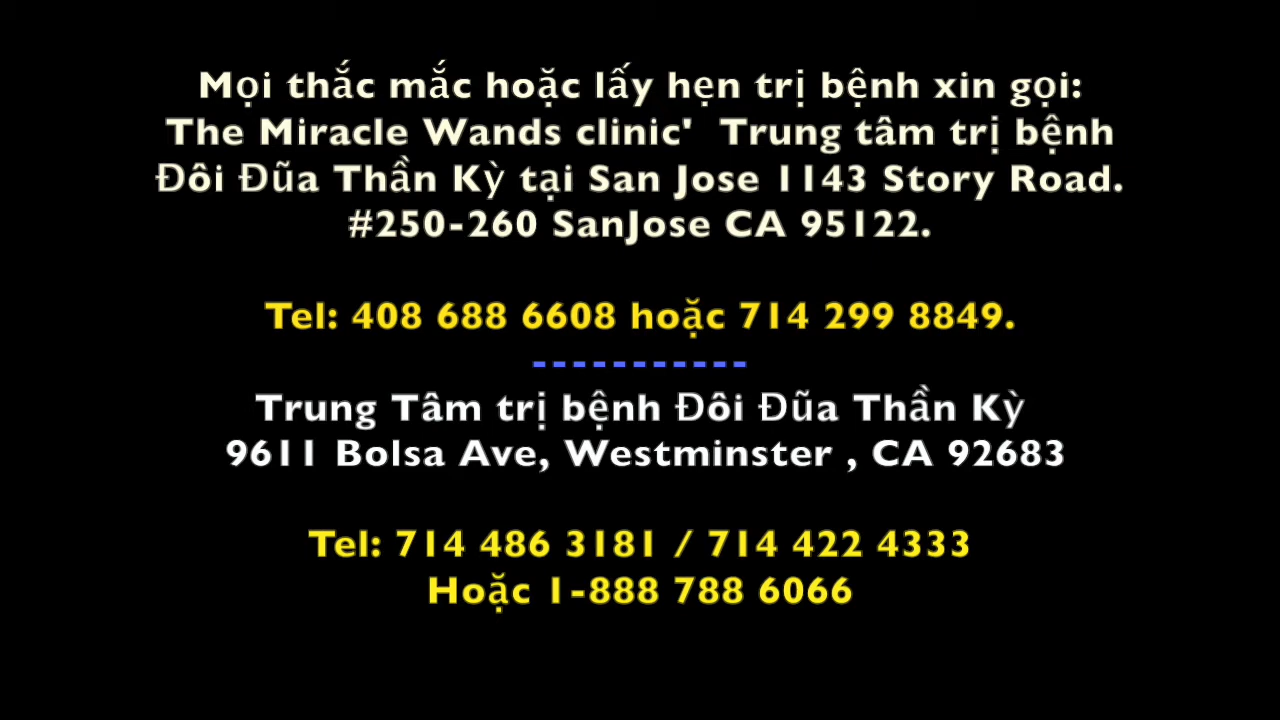 Mọi thắc mắc hoặc lấy hẹn trị bệnh xin gọi:
The Miracle Wands clinic' Trung tâm trị bệnh
Đôi Đũa Thần Kỳ tại San Jose 1143 Story Road.
#250-260 SanJose CA 95122.
Tel: 408 688 6608 hoặc 714 299 8849.
-----------
Trung Tâm trị bệnh Đôi Đũa Thần Kỳ
9611 Bolsa Ave, Westminster , CA 92683
Tel: 714 486 3181 / 714 422 4333
Hoặc 1-888 788 6066